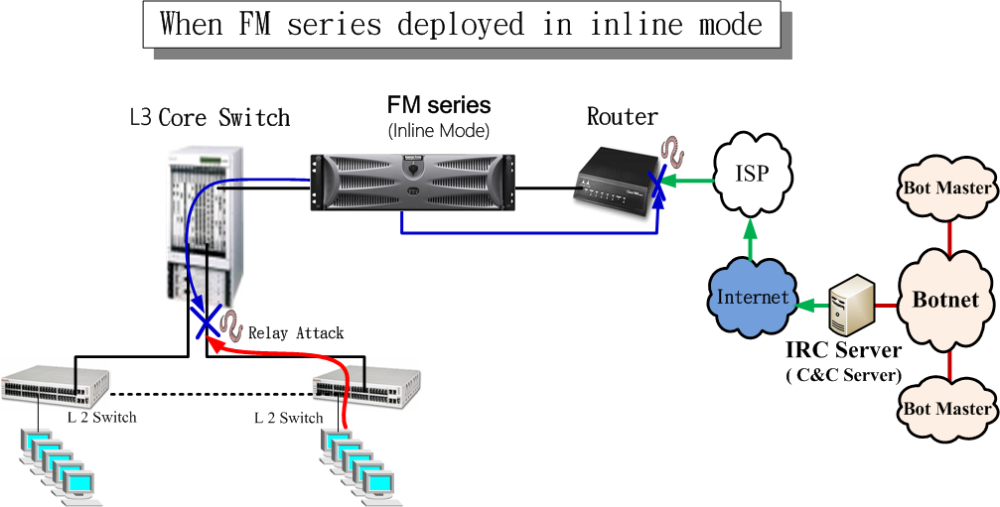 When FM series deployed in inline mode
L3 Core Switch
FM series
(Inline Mode)
Router
ISP
Bot Master
Internet
Botnet
IRC Server
( C&C Server)
Relay Attack
Bot Master
L 2 Switch
L 2 Switch